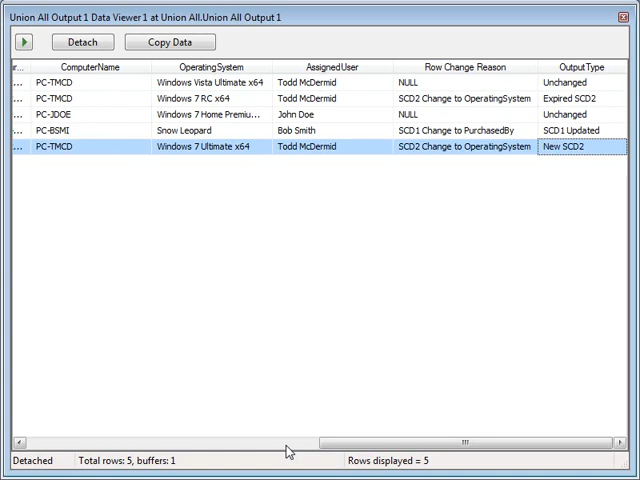 Union All Output 1 Data Viewer 1 at Union All.Union All Output 1
Detach Copy Data
r... ComputerName OperatingSystem AssignedUser Row Change Reason OutputType
... PC-TMCD Windows Vista Ultimate x64 Todd McDermid NULL Unchanged
... PC-TMCD Windows 7 RC x64 Todd McDermid SCD2 Change to OperatingSystem Expired SCD2
... PC-JDOE Windows 7 Home Premiu... John Doe NULL Unchanged
... PC-BSMI Snow Leopard Bob Smith SCD1 Change to PurchasedBy SCD1 Updated
... PC-TMCD Windows 7 Ultimate x64 Todd McDermid SCD2 Change to OperatingSystem New SCD2
Detached Total rows: 5, buffers: 1 Rows displayed = 5